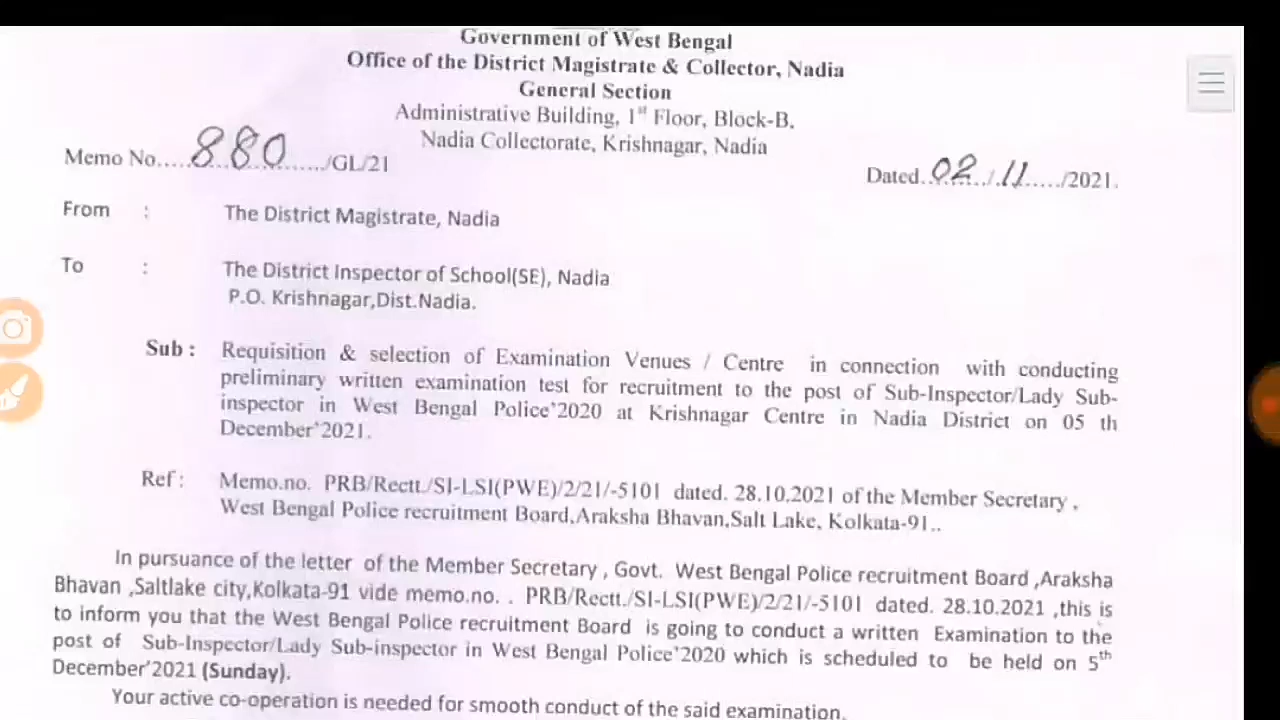 Government of West Bengal
Office of the District Magistrate & Collector, Nadia
General Section
Administrative Building, 1st Floor, Block-B,
Nadia Collectorate, Krishnagar, Nadia
Memo No.....880....../GL/21
Dated..02../.11...../2021.
From : The District Magistrate, Nadia
To : The District Inspector of School(SE), Nadia
P.O. Krishnagar,Dist.Nadia.
Sub : Requisition & selection of Examination Venues / Centre in connection with conducting
preliminary written examination test for recruitment to the post of Sub-Inspector/Lady Sub-
inspector in West Bengal Police'2020 at Krishnagar Centre in Nadia District on 05 th
December'2021.
Ref : Memo.no. PRB/Rectt./SI-LSI(PWE)/2/21/-5101 dated. 28.10.2021 of the Member Secretary ,
West Bengal Police recruitment Board,Araksha Bhavan,Salt Lake, Kolkata-91..
In pursuance of the letter of the Member Secretary , Govt. West Bengal Police recruitment Board ,Araksha
Bhavan ,Saltlake city,Kolkata-91 vide memo.no. . PRB/Rectt./SI-LSI(PWE)/2/21/-5101 dated. 28.10.2021 ,this is
to inform you that the West Bengal Police recruitment Board is going to conduct a written Examination to the
post of Sub-Inspector/Lady Sub-inspector in West Bengal Police'2020 which is scheduled to be held on 5th
December'2021 (Sunday).
Your active co-operation is needed for smooth conduct of the said examination.